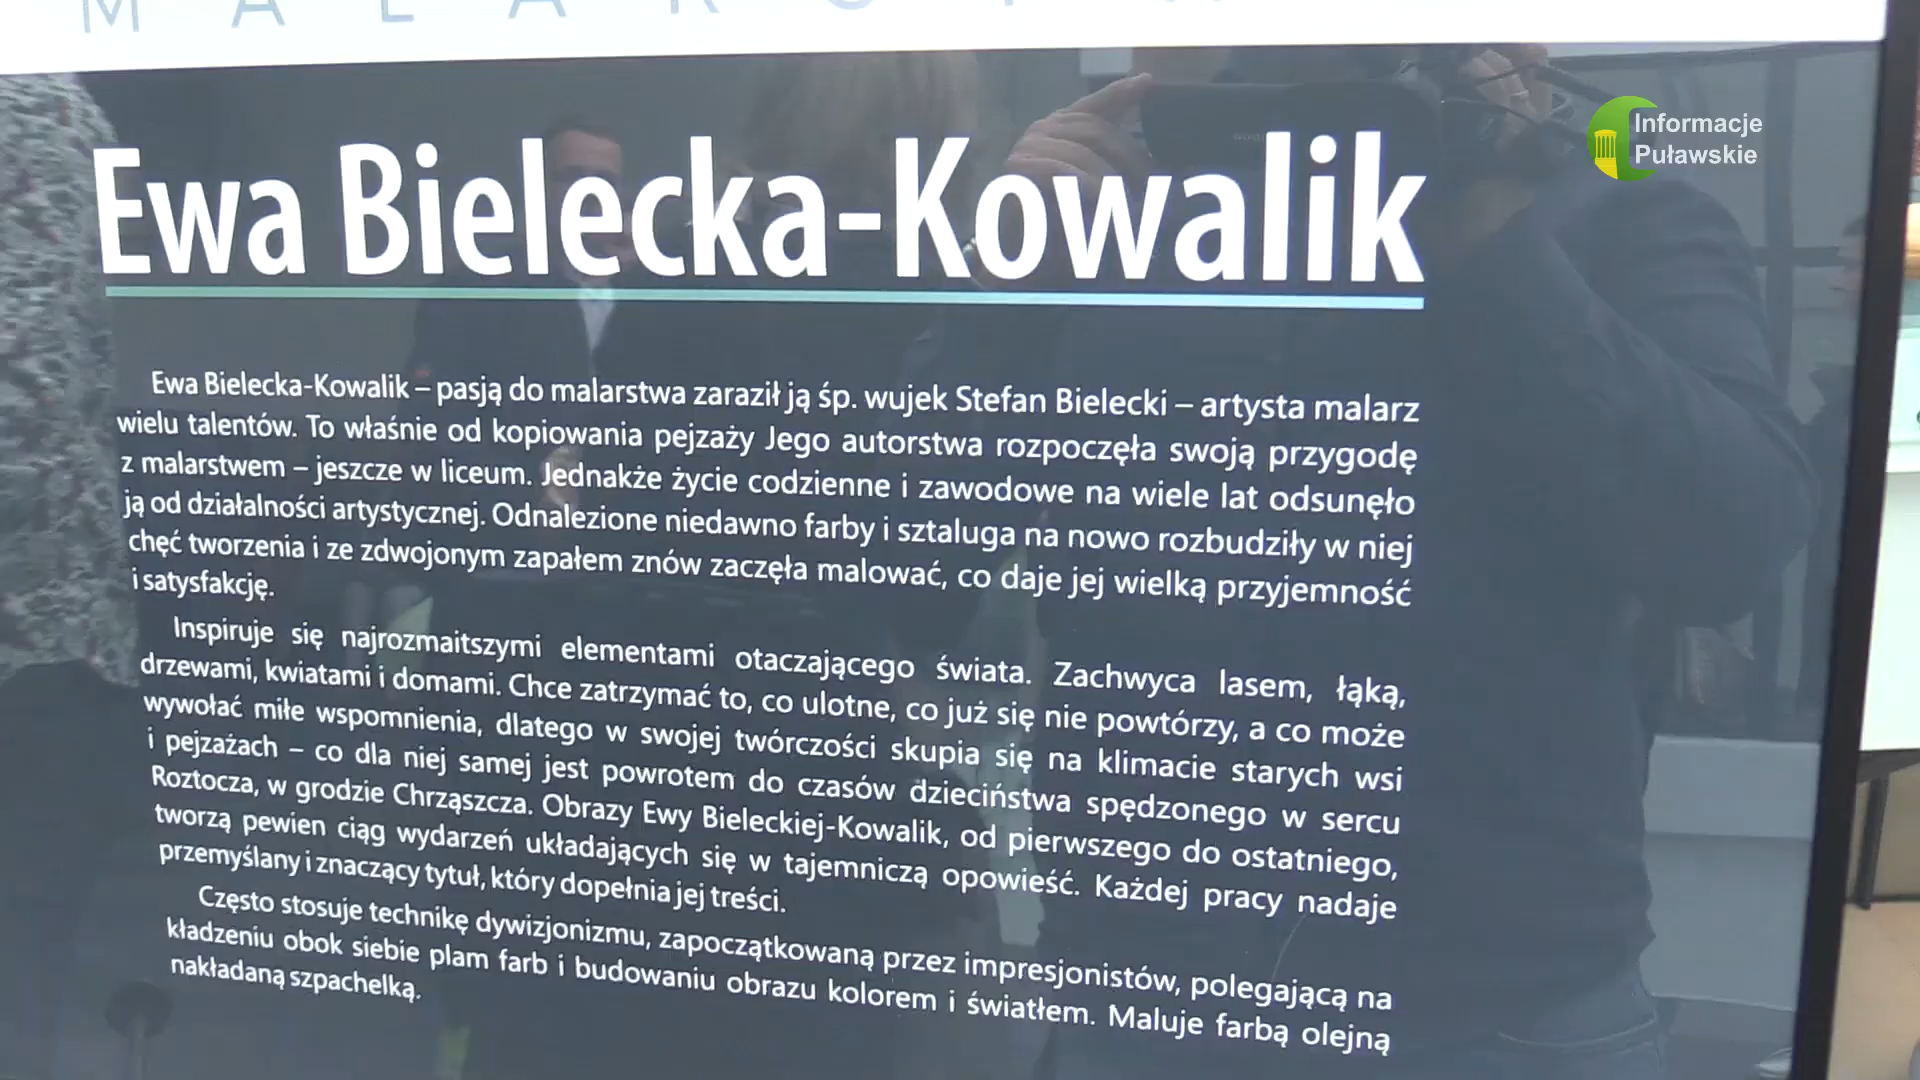 Informacje
Puławskie
Ewa Bielecka-Kowalik
Ewa Bielecka-Kowalik – pasją do malarstwa zaraził ją śp. wujek Stefan Bielecki – artysta malarz
wielu talentów. To właśnie od kopiowania pejzaży Jego autorstwa rozpoczęła swoją przygodę
z malarstwem – jeszcze w liceum. Jednakże życie codzienne i zawodowe na wiele lat odsunęło
ją od działalności artystycznej. Odnalezione niedawno farby i sztaluga na nowo rozbudziły w niej
chęć tworzenia i ze zdwojonym zapałem znów zaczęła malować, co daje jej wielką przyjemność
i satysfakcję.
Inspiruje się najrozmaitszymi elementami otaczającego świata. Zachwyca lasem, łąką,
drzewami, kwiatami i domami. Chce zatrzymać to, co ulotne, co już się nie powtórzy, a co może
wywołać miłe wspomnienia, dlatego w swojej twórczości skupia się na klimacie starych wsi
i pejzażach – co dla niej samej jest powrotem do czasów dzieciństwa spędzonego w sercu
Roztocza, w grodzie Chrząszcza. Obrazy Ewy Bieleckiej-Kowalik, od pierwszego do ostatniego,
tworzą pewien ciąg wydarzeń układających się w tajemniczą opowieść. Każdej pracy nadaje
przemyślany i znaczący tytuł, który dopełnia jej treści.
Często stosuje technikę dywizjonizmu, zapoczątkowaną przez impresjonistów, polegającą na
kładzeniu obok siebie plam farb i budowaniu obrazu kolorem i światłem. Maluje farbą olejną
nakładaną szpachelką.